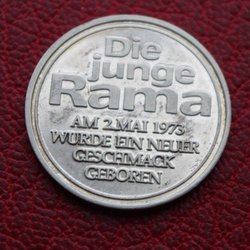 Die
junge
Rama
AM 2. MAI 1973
WURDE EIN NEUER
GESCHMACK
GEBOREN